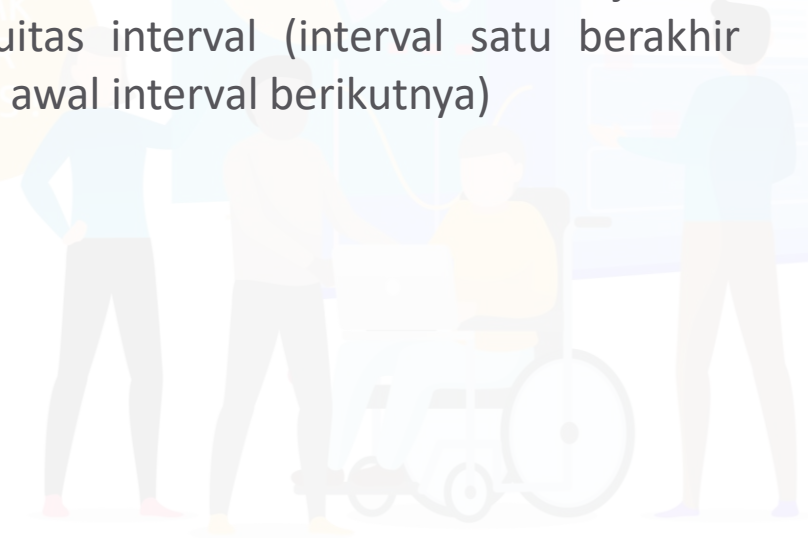 uitas interval (interval satu berakhir
awal interval berikutnya)